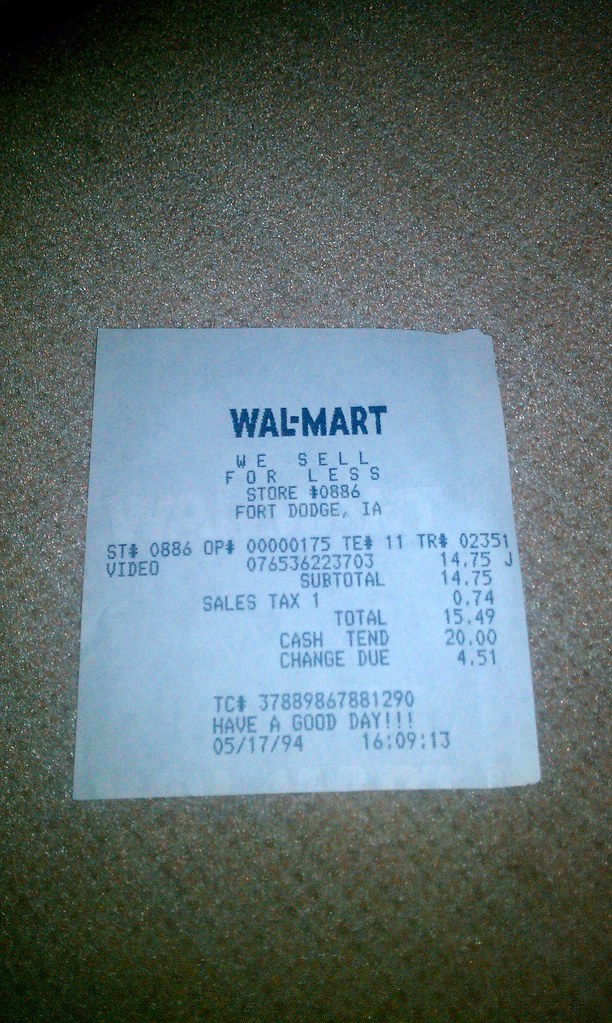 WAL-MART
WE SELL
FOR LESS
STORE #0886
FORT DODGE, IA
ST# 0886 OP# 00000175 TE# 11 TR# 02351
VIDEO 076536223703 14.75 J
SUBTOTAL 14.75
SALES TAX 1 0.74
TOTAL 15.49
CASH TEND 20.00
CHANGE DUE 4.51
TC# 37889867881290
HAVE A GOOD DAY!!!
05/17/94 16:09:13